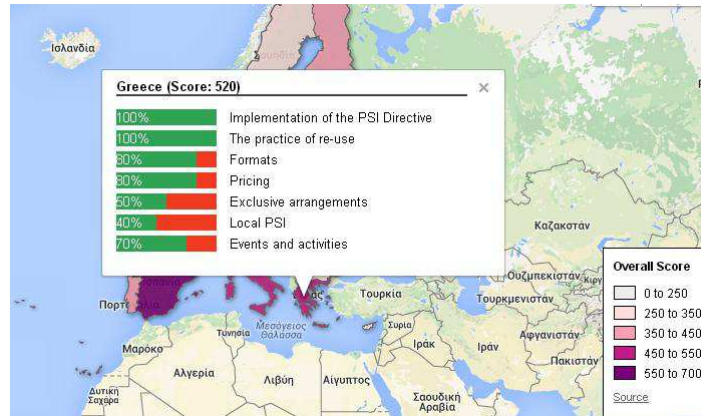 Ισλανδία
Σουηδία
Greece (Score: 520)
×
100% Implementation of the PSI Directive
100% The practice of re-use
80% Formats
80% Pricing
50% Exclusive arrangements
40% Local PSI
70% Events and activities
Καζακστάν
Ουζμπεκιστάν
Τουρκμενιστάν
Ισπανία
Τουρκία
Μεσόγειος
Θάλασσα
Συρία
Ιράκ
Ιράν
Αφγανιστάν
Πακιστάν
Τυνησία
Μαρόκο
Αλγερία
Λιβύη
Αίγυπτος
Σαουδική
Αραβία
Δυτική
Σαχάρα
Overall Score
0 to 250
250 to 350
350 to 450
450 to 550
550 to 700
Source